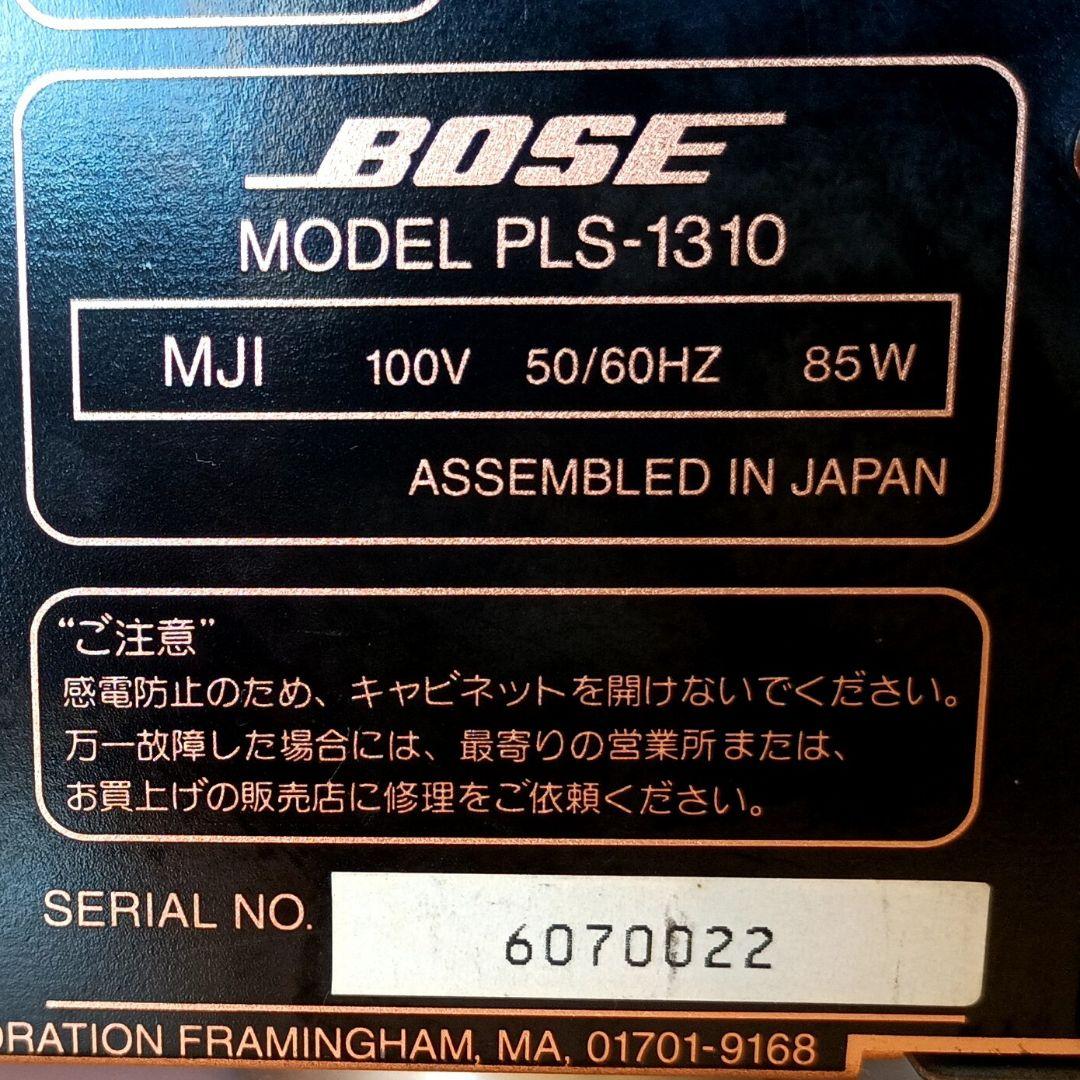 BOSE
MODEL PLS-1310
MJI 100V 50/60HZ 85W
ASSEMBLED IN JAPAN
“ご注意”
感電防止のため、キャビネットを開けないでください。
万一故障した場合には、最寄りの営業所または、
お買上げの販売店に修理をご依頼ください。
SERIAL NO. 6070022
ORATION FRAMINGHAM, MA, 01701-9168